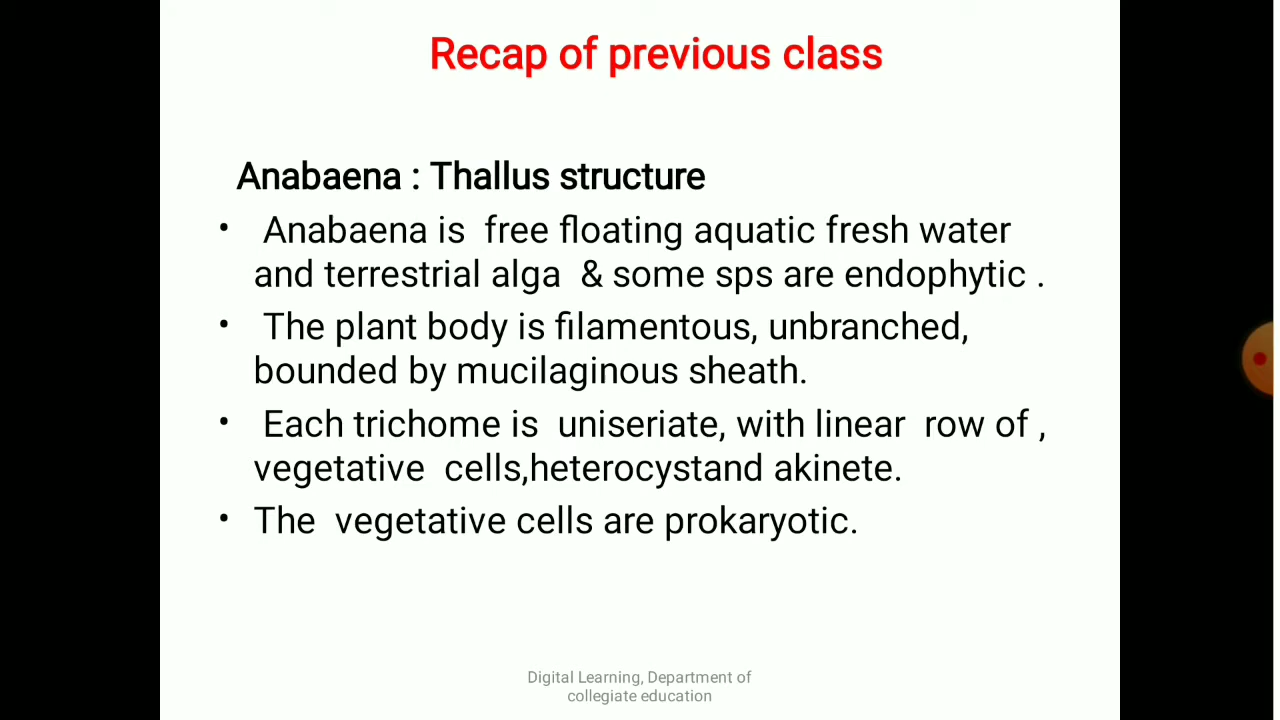 Recap of previous class
Anabaena : Thallus structure
• Anabaena is free floating aquatic fresh water
and terrestrial alga & some sps are endophytic .
• The plant body is filamentous, unbranched,
bounded by mucilaginous sheath.
• Each trichome is uniseriate, with linear row of ,
vegetative cells,heterocystand akinete.
• The vegetative cells are prokaryotic.
Digital Learning, Department of
collegiate education